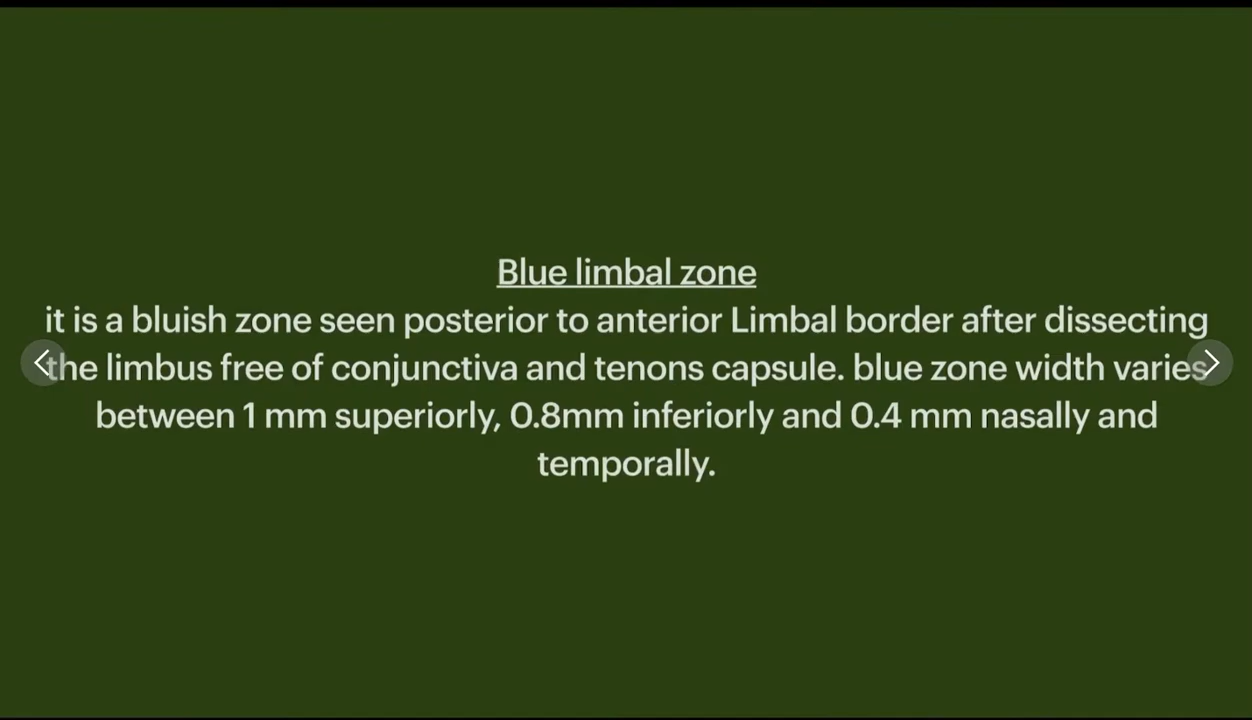 Blue limbal zone
it is a bluish zone seen posterior to anterior Limbal border after dissecting
the limbus free of conjunctiva and tenons capsule. blue zone width varies
between 1 mm superiorly, 0.8mm inferiorly and 0.4 mm nasally and
temporally.